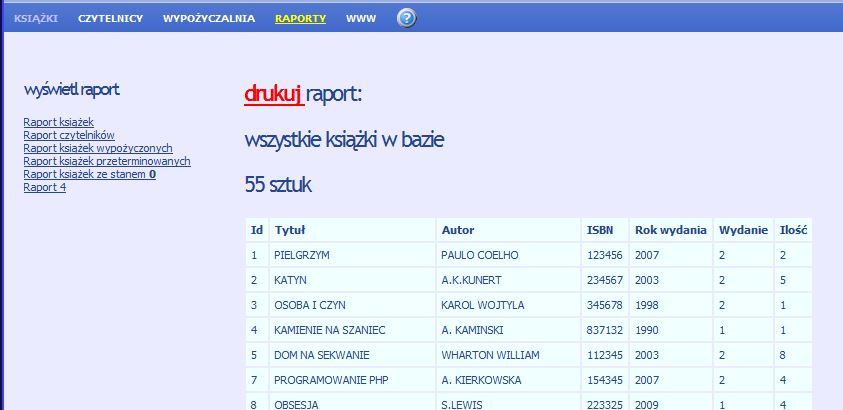 KSIĄŻKI CZYTELNICY WYPOŻYCZALNIA RAPORTY WWW ?
wyświetl raport
Raport książek
Raport czytelników
Raport książek wypożyczonych
Raport książek przeterminowanych
Raport książek ze stanem 0
Raport 4
drukuj raport:
wszystkie książki w bazie
55 sztuk
Id Tytuł Autor ISBN Rok wydania Wydanie Ilość
1 PIELGRZYM PAULO COELHO 123456 2007 2 2
2 KATYN A.K.KUNERT 234567 2003 2 5
3 OSOBA I CZYN KAROL WOJTYLA 345678 1998 2 1
4 KAMIENIE NA SZANIEC A. KAMINSKI 837132 1990 1 1
5 DOM NA SEKWANIE WHARTON WILLIAM 112345 2003 2 8
7 PROGRAMOWANIE PHP A. KIERKOWSKA 154345 2007 2 4
8 OBSESJA S.LEWIS 223325 2009 1 4